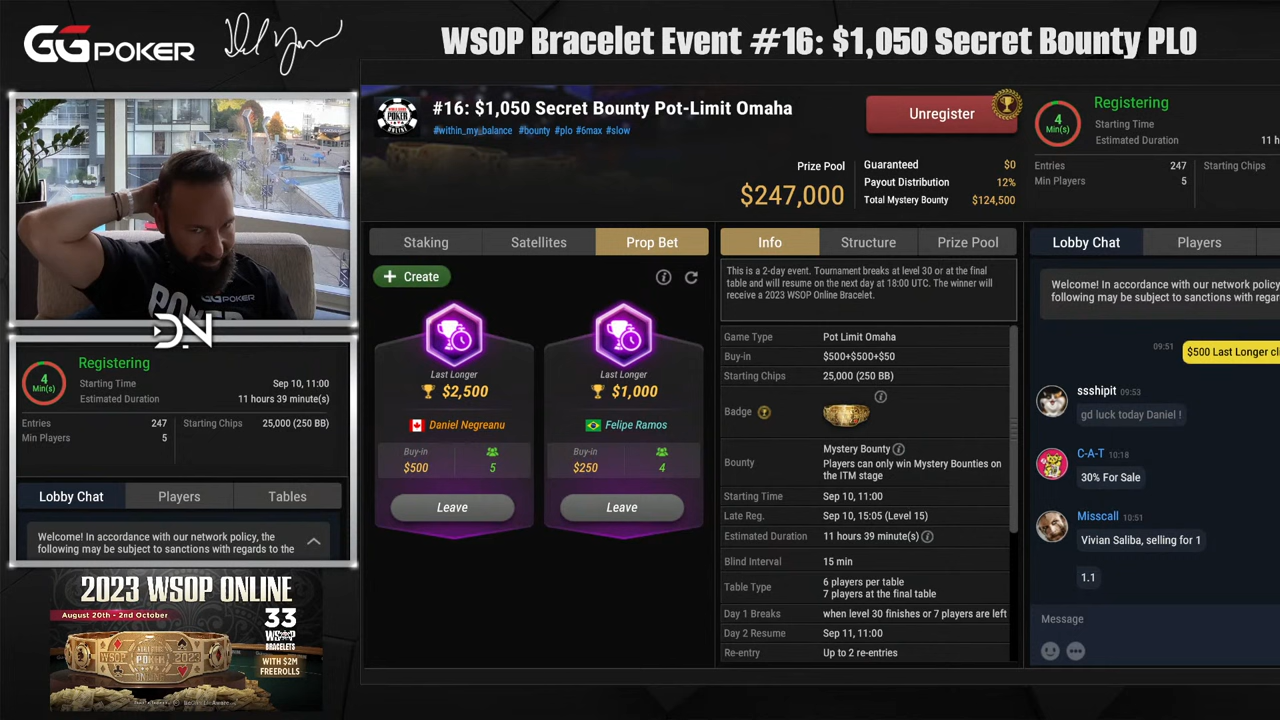 GGPOKER
WSOP Bracelet Event #16: $1,050 Secret Bounty PLO
#16: $1,050 Secret Bounty Pot-Limit Omaha
#within_my_balance #bounty #plo #6max #slow
Unregister
Prize Pool
$247,000
Guaranteed $0
Payout Distribution 12%
Total Mystery Bounty $124,500
4
Min(s)
Registering
Starting Time 11 h
Estimated Duration
Entries 247
Min Players 5
Starting Chips
Staking
Satellites
Prop Bet
+ Create
Last Longer
$2,500
Daniel Negreanu
Buy-in
$500
5
Leave
Last Longer
$1,000
Felipe Ramos
Buy-in
$250
4
Leave
Info
Structure
Prize Pool
This is a 2-day event. Tournament breaks at level 30 or at the final
table and will resume on the next day at 18:00 UTC. The winner will
receive a 2023 WSOP Online Bracelet.
Game Type Pot Limit Omaha
Buy-in $500+$500+$50
Starting Chips 25,000 (250 BB)
Badge
Bounty Mystery Bounty
Players can only win Mystery Bounties on
the ITM stage
Starting Time Sep 10, 11:00
Late Reg. Sep 10, 15:05 (Level 15)
Estimated Duration 11 hours 39 minute(s)
Blind Interval 15 min
Table Type 6 players per table
7 players at the final table
Day 1 Breaks when level 30 finishes or 7 players are left
Day 2 Resume Sep 11, 11:00
Re-entry Up to 2 re-entries
Lobby Chat
Players
Welcome! In accordance with our network policy
following may be subject to sanctions with regar
09:51 $500 Last Longer cli
ssshipit 09:53
gd luck today Daniel !
C-A-T 10:18
30% For Sale
Misscall 10:51
Vivian Saliba, selling for 1
1.1
Message
POKER
GGPOKER
DN
4
Min(s)
Registering
Starting Time Sep 10, 11:00
Estimated Duration 11 hours 39 minute(s)
Entries 247
Min Players 5
Starting Chips 25,000 (250 BB)
Lobby Chat
Players
Tables
Welcome! In accordance with our network policy, the
following may be subject to sanctions with regards to the
2023 WSOP ONLINE
August 20th - 2nd October
33
WSOP
BRACELETS
WITH $2M
FREEROLLS
WSOP
POKER
2023